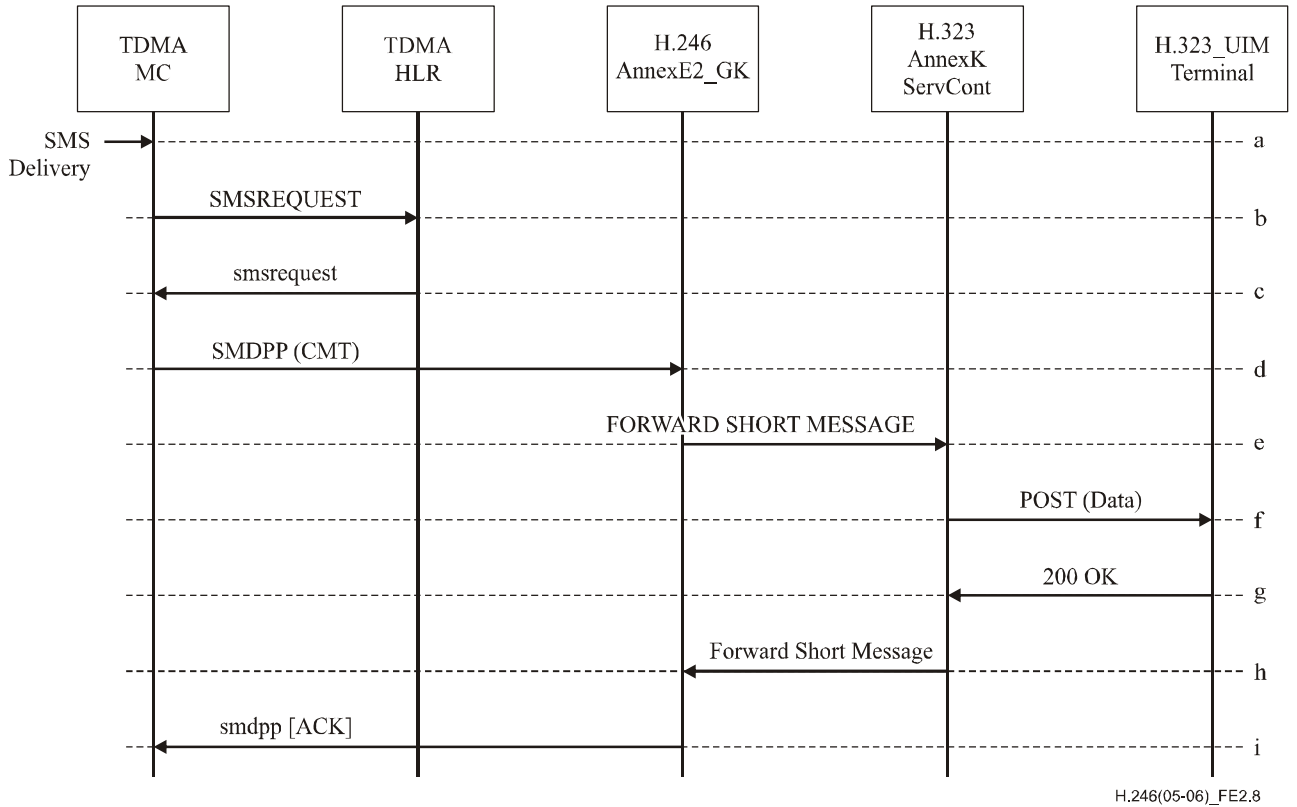 TDMA
MC
TDMA
HLR
H.246
AnnexE2_GK
H.323
AnnexK
ServCont
H.323_UIM
Terminal
SMS
Delivery
a
SMSREQUEST
b
smsrequest
c
SMDPP (CMT)
d
FORWARD SHORT MESSAGE
e
POST (Data)
f
200 OK
g
Forward Short Message
h
smdpp [ACK]
i
H.246(05-06)_FE2.8